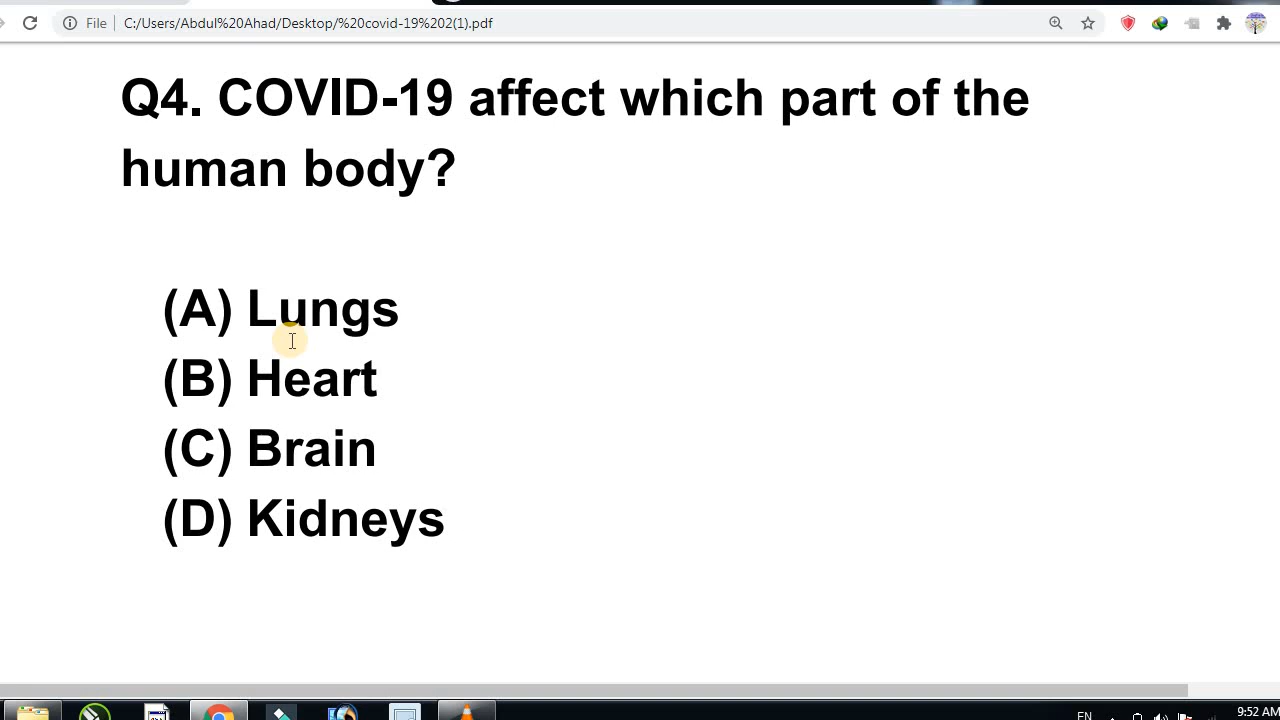 File C:/Users/Abdul%20Ahad/Desktop/%20covid-19%202(1).pdf
Q4. COVID-19 affect which part of the
human body?
(A) Lungs
(B) Heart
(C) Brain
(D) Kidneys
EN
9:52 AM